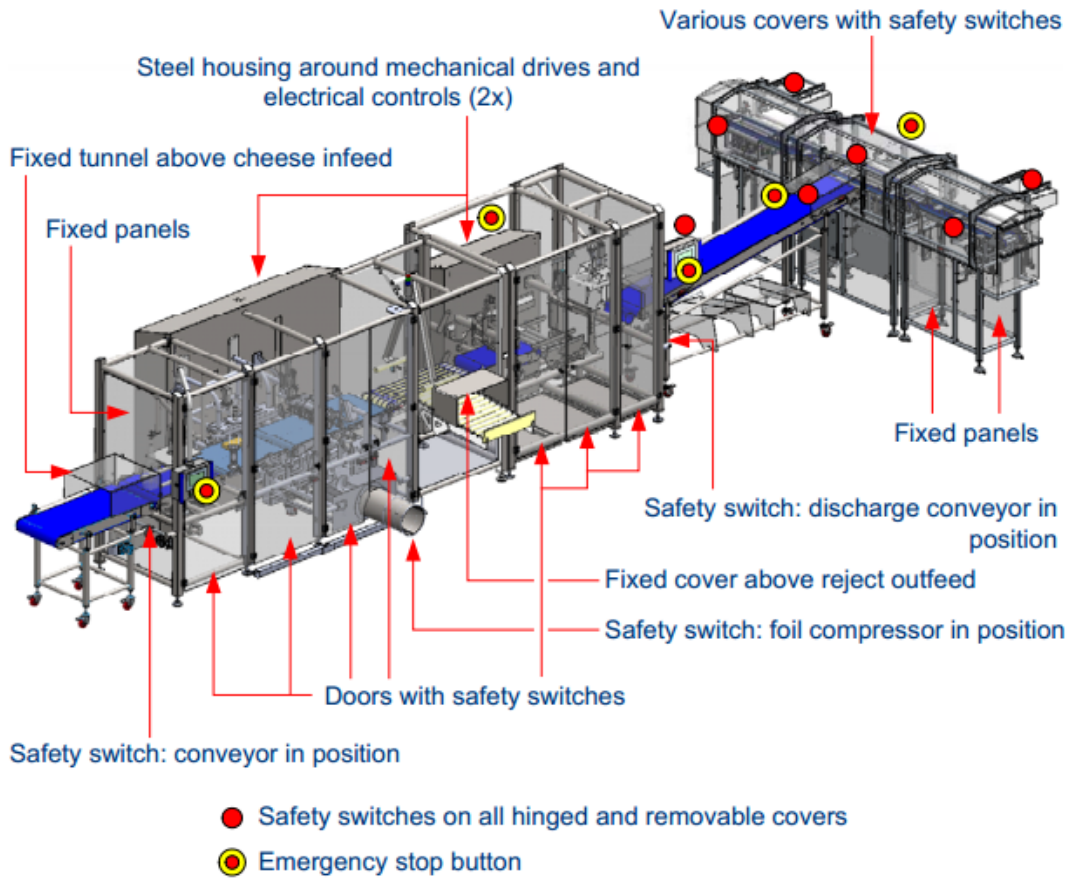 Various covers with safety switches
Steel housing around mechanical drives and
electrical controls (2x)
Fixed tunnel above cheese infeed
Fixed panels
Fixed panels
Safety switch: discharge conveyor in
position
Fixed cover above reject outfeed
Safety switch: foil compressor in position
Doors with safety switches
Safety switch: conveyor in position
Safety switches on all hinged and removable covers
Emergency stop button